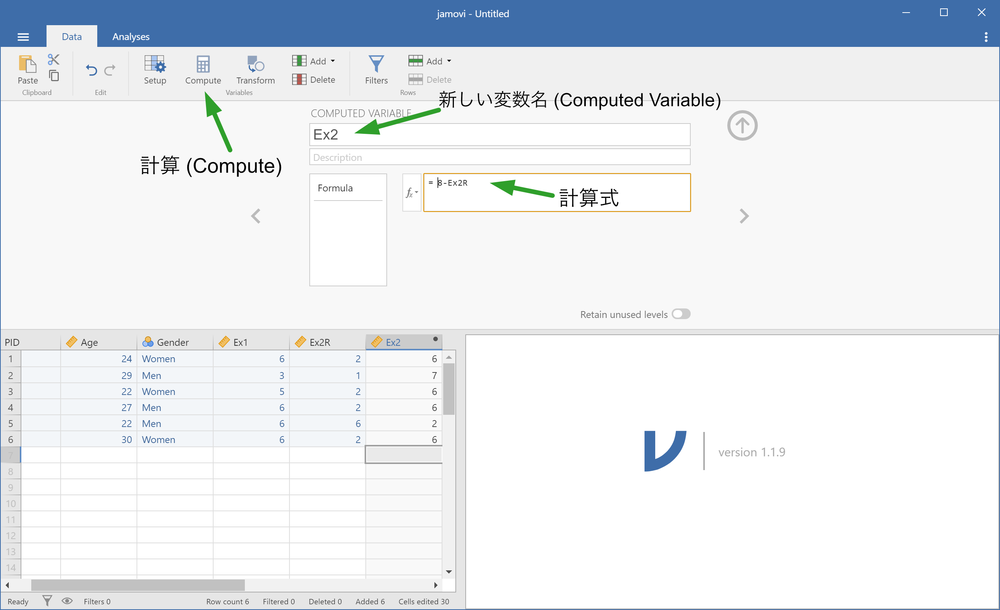 jamovi - Untitled
Data Analyses
Paste
Clipboard
Edit
Setup
Compute
Transform
Add
Delete
Variables
Filters
Add
Delete
Rows
新しい変数名 (Computed Variable)
COMPUTED VARIABLE
Ex2
Description
計算 (Compute)
Formula
fx
= 8-Ex2R
計算式
Retain unused levels
PID Age Gender Ex1 Ex2R Ex2
1 24 Women 6 2 6
2 29 Men 3 1 7
3 22 Women 5 2 6
4 27 Men 6 2 6
5 22 Men 6 6 2
6 30 Women 6 2 6
7
8
9
10
11
12
13
14
version 1.1.9
Ready Filters 0 Row count 6 Filtered 0 Deleted 0 Added 6 Cells edited 30